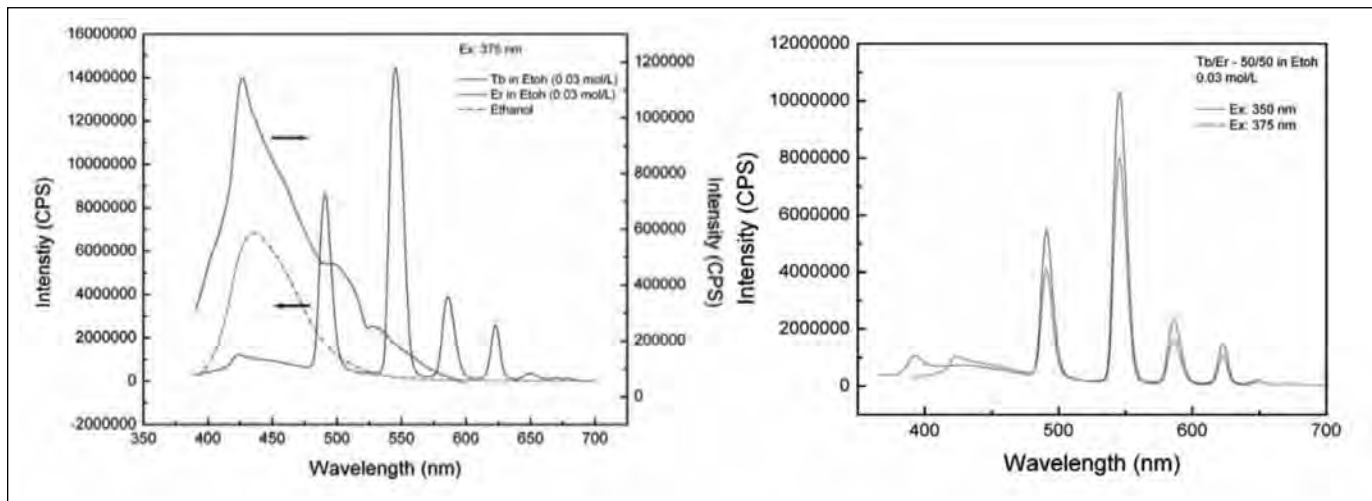 16000000
14000000
12000000
10000000
8000000
6000000
4000000
2000000
0
-2000000
Intenstiy (CPS)
350 400 450 500 550 600 650 700
Wavelength (nm)
Ex: 375 nm
Tb in Etoh (0.03 mol/L)
Er in Etoh (0.03 mol/L)
Ethanol
1200000
1000000
800000
600000
400000
200000
0
Intensity (CPS)
12000000
10000000
8000000
6000000
4000000
2000000
0
Intensity (CPS)
400 500 600 700
Wavelength (nm)
Tb/Er - 50/50 in Etoh
0.03 mol/L
Ex: 350 nm
Ex: 375 nm